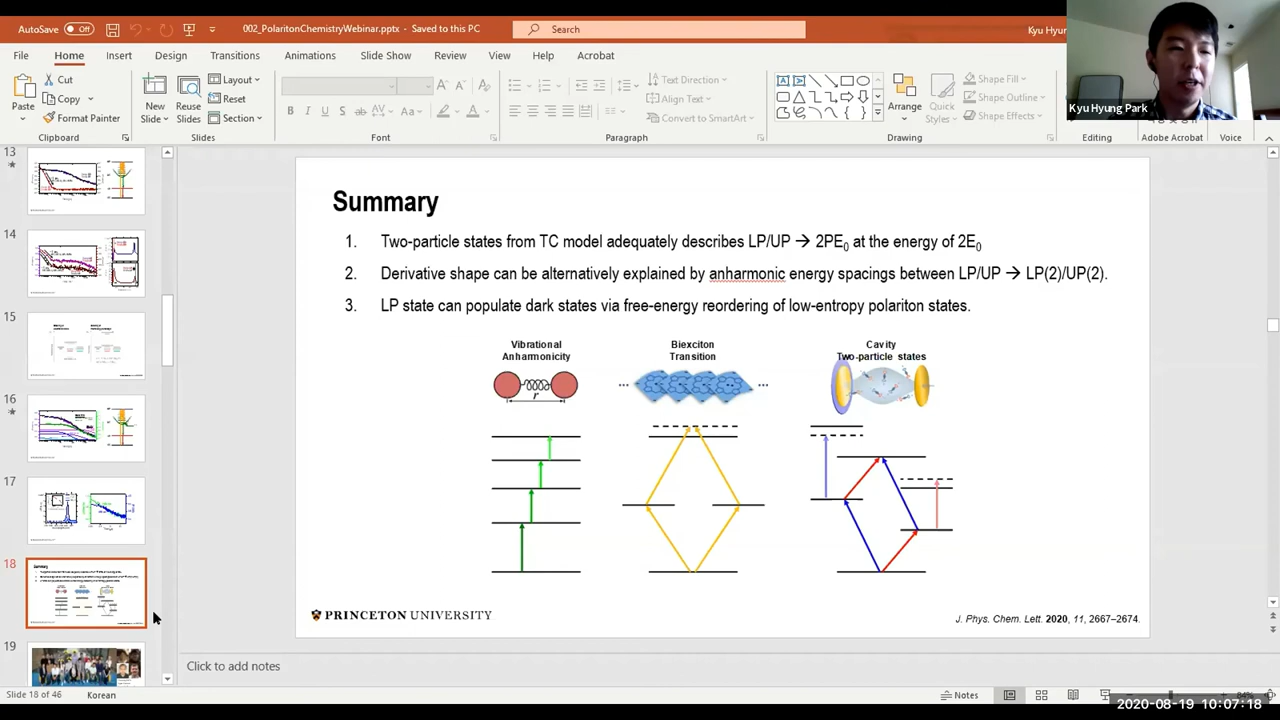 AutoSave Off
002_PolaritonChemistryWebinar.pptx - Saved to this PC
Search
Kyu Hyun
File Home Insert Design Transitions Animations Slide Show Review View Help Acrobat
Paste
Cut
Copy
Format Painter
Clipboard
New Slide
Reuse Slides
Layout
Reset
Section
Slides
B I U S ab AV Aa A
Font
Text Direction
Align Text
Convert to SmartArt
Paragraph
Arrange
Quick Styles
Shape Fill
Shape Outline
Shape Effects
Drawing
Editing
Adobe Acrobat
Voice
Kyu Hyung Park
13
14
15
16
17
18
19
Summary
1. Two-particle states from TC model adequately describes LP/UP → 2PE₀ at the energy of 2E₀
2. Derivative shape can be alternatively explained by anharmonic energy spacings between LP/UP → LP(2)/UP(2).
3. LP state can populate dark states via free-energy reordering of low-entropy polariton states.
Vibrational
Anharmonicity
r
Biexciton
Transition
Cavity
Two-particle states
PRINCETON UNIVERSITY
J. Phys. Chem. Lett. 2020, 11, 2667–2674.
Click to add notes
Slide 18 of 46 Korean
Notes
84%
2020-08-19 10:07:18